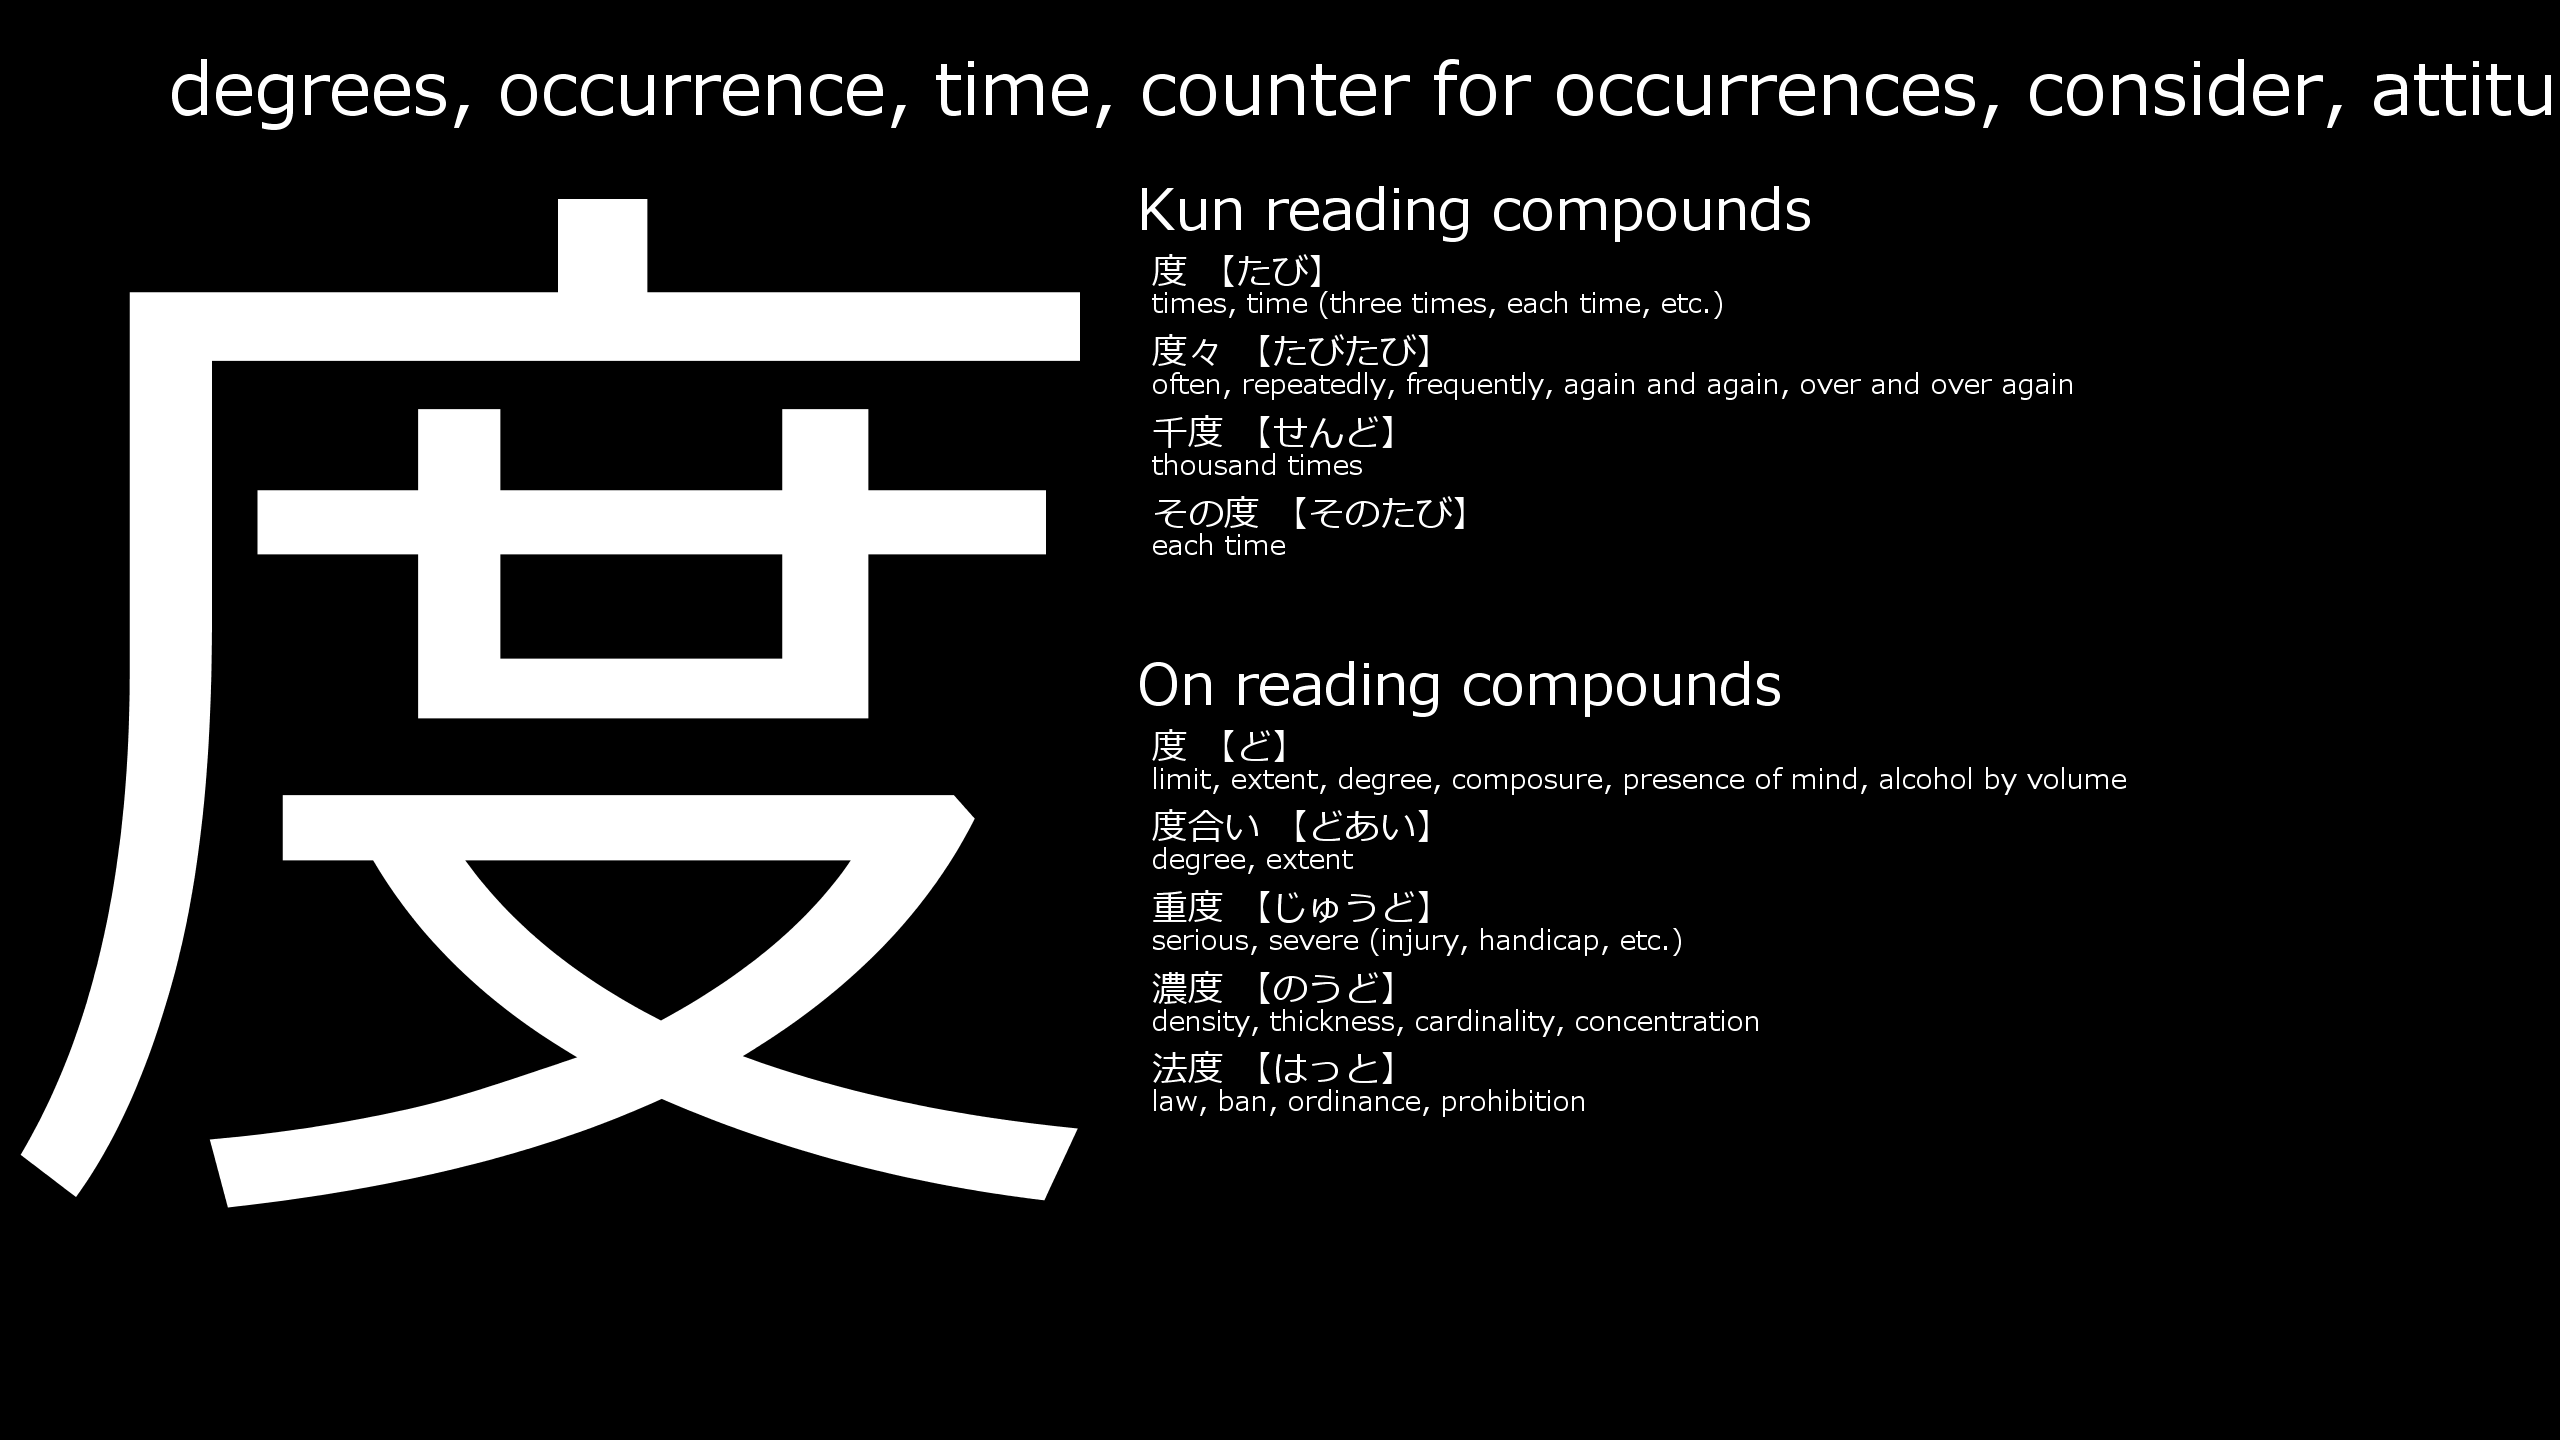 degrees, occurrence, time, counter for occurrences, consider, attitu
度
Kun reading compounds
度 【たび】
times, time (three times, each time, etc.)
度々 【たびたび】
often, repeatedly, frequently, again and again, over and over again
千度 【せんど】
thousand times
その度 【そのたび】
each time
On reading compounds
度 【ど】
limit, extent, degree, composure, presence of mind, alcohol by volume
度合い 【どあい】
degree, extent
重度 【じゅうど】
serious, severe (injury, handicap, etc.)
濃度 【のうど】
density, thickness, cardinality, concentration
法度 【はっと】
law, ban, ordinance, prohibition